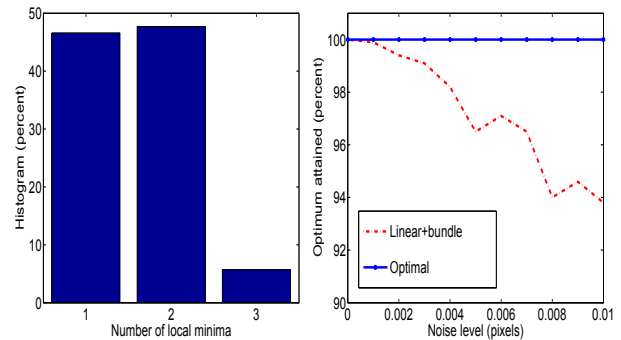 50
40
30
20
10
0
Histogram (percent)
1 2 3
Number of local minima
100
98
96
94
92
90
Optimum attained (percent)
Linear+bundle
Optimal
0 0.002 0.004 0.006 0.008 0.01
Noise level (pixels)